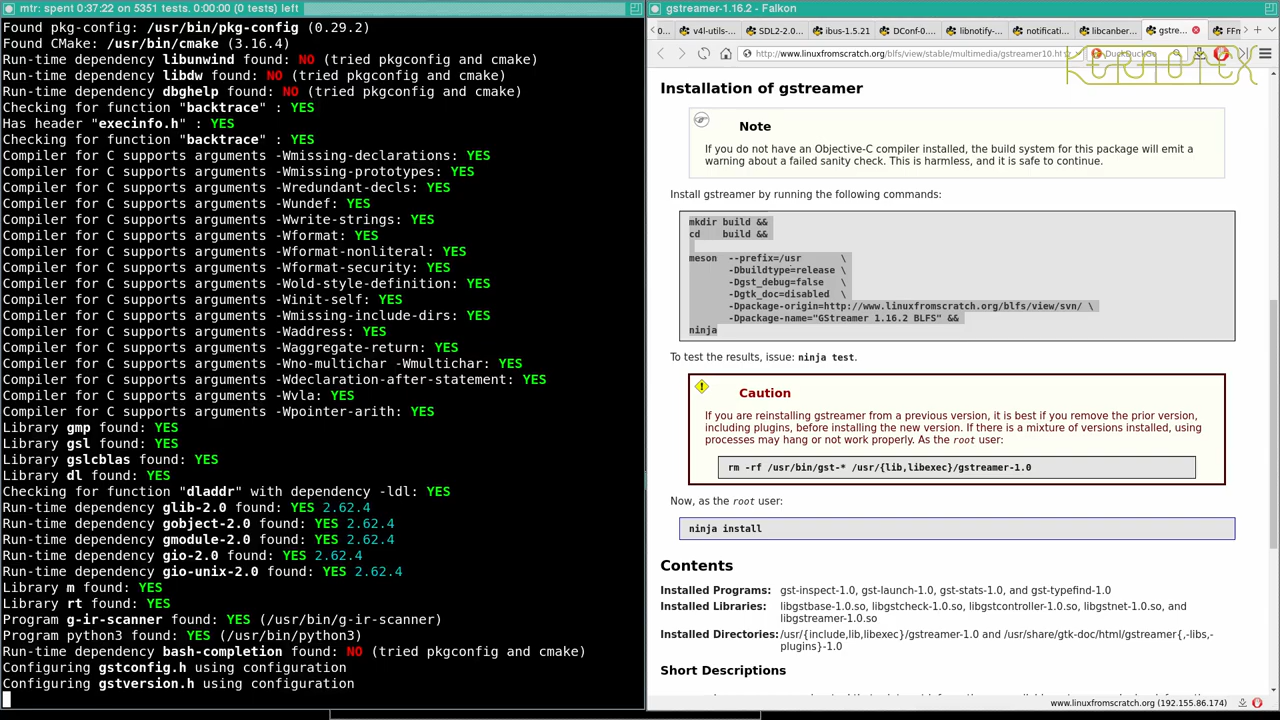 mtr: spent 0:37:22 on 5351 tests. 0:00:00 (0 tests) left
Found pkg-config: /usr/bin/pkg-config (0.29.2)
Found CMake: /usr/bin/cmake (3.16.4)
Run-time dependency libunwind found: NO (tried pkgconfig and cmake)
Run-time dependency libdw found: NO (tried pkgconfig and cmake)
Run-time dependency dbghelp found: NO (tried pkgconfig and cmake)
Checking for function "backtrace" : YES
Has header "execinfo.h" : YES
Checking for function "backtrace" : YES
Compiler for C supports arguments -Wmissing-declarations: YES
Compiler for C supports arguments -Wmissing-prototypes: YES
Compiler for C supports arguments -Wredundant-decls: YES
Compiler for C supports arguments -Wundef: YES
Compiler for C supports arguments -Wwrite-strings: YES
Compiler for C supports arguments -Wformat: YES
Compiler for C supports arguments -Wformat-nonliteral: YES
Compiler for C supports arguments -Wformat-security: YES
Compiler for C supports arguments -Wold-style-definition: YES
Compiler for C supports arguments -Winit-self: YES
Compiler for C supports arguments -Wmissing-include-dirs: YES
Compiler for C supports arguments -Waddress: YES
Compiler for C supports arguments -Waggregate-return: YES
Compiler for C supports arguments -Wno-multichar -Wmultichar: YES
Compiler for C supports arguments -Wdeclaration-after-statement: YES
Compiler for C supports arguments -Wvla: YES
Compiler for C supports arguments -Wpointer-arith: YES
Library gmp found: YES
Library gsl found: YES
Library gslcblas found: YES
Library dl found: YES
Checking for function "dladdr" with dependency -ldl: YES
Run-time dependency glib-2.0 found: YES 2.62.4
Run-time dependency gobject-2.0 found: YES 2.62.4
Run-time dependency gmodule-2.0 found: YES 2.62.4
Run-time dependency gio-2.0 found: YES 2.62.4
Run-time dependency gio-unix-2.0 found: YES 2.62.4
Library m found: YES
Library rt found: YES
Program g-ir-scanner found: YES (/usr/bin/g-ir-scanner)
Program python3 found: YES (/usr/bin/python3)
Run-time dependency bash-completion found: NO (tried pkgconfig and cmake)
Configuring gstconfig.h using configuration
Configuring gstversion.h using configuration
gstreamer-1.16.2 - Falkon
0... v4l-utils-... SDL2-2.0... ibus-1.5.21 DConf-0.0... libnotify-... notificati... libcanber... gstre... FFn
http://www.linuxfromscratch.org/blfs/view/stable/multimedia/gstreamer10.ht DuckDuckGo
KERNOTEX
Installation of gstreamer
Note
If you do not have an Objective-C compiler installed, the build system for this package will emit a
warning about a failed sanity check. This is harmless, and it is safe to continue.
Install gstreamer by running the following commands:
mkdir build &&
cd build &&
meson --prefix=/usr \
-Dbuildtype=release \
-Dgst_debug=false \
-Dgtk_doc=disabled \
-Dpackage-origin=http://www.linuxfromscratch.org/blfs/view/svn/ \
-Dpackage-name="GStreamer 1.16.2 BLFS" &&
ninja
To test the results, issue: ninja test.
Caution
If you are reinstalling gstreamer from a previous version, it is best if you remove the prior version,
including plugins, before installing the new version. If there is a mixture of versions installed, using
processes may hang or not work properly. As the root user:
rm -rf /usr/bin/gst-* /usr/{lib,libexec}/gstreamer-1.0
Now, as the root user:
ninja install
Contents
Installed Programs: gst-inspect-1.0, gst-launch-1.0, gst-stats-1.0, and gst-typefind-1.0
Installed Libraries: libgstbase-1.0.so, libgstcheck-1.0.so, libgstcontroller-1.0.so, libgstnet-1.0.so, and
libgstreamer-1.0.so
Installed Directories: /usr/{include,lib,libexec}/gstreamer-1.0 and /usr/share/gtk-doc/html/gstreamer{,-libs,-
plugins}-1.0
Short Descriptions
www.linuxfromscratch.org (192.155.86.174)